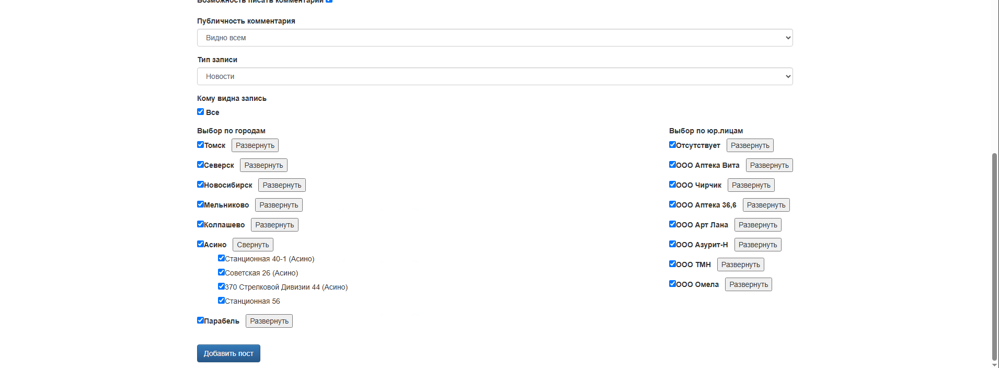 Возможность писать комментарии
Публичность комментария
Видно всем
Тип записи
Новости
Кому видна запись
Все
Выбор по городам
Томск Развернуть
Северск Развернуть
Новосибирск Развернуть
Мельниково Развернуть
Колпашево Развернуть
Асино Свернуть
Станционная 40-1 (Асино)
Советская 26 (Асино)
370 Стрелковой Дивизии 44 (Асино)
Станционная 56
Парабель Развернуть
Выбор по юр.лицам
Отсутствует Развернуть
ООО Аптека Вита Развернуть
ООО Чирчик Развернуть
ООО Аптека 36,6 Развернуть
ООО Арт Лана Развернуть
ООО Азурит-Н Развернуть
ООО ТМН Развернуть
ООО Омела Развернуть
Добавить пост